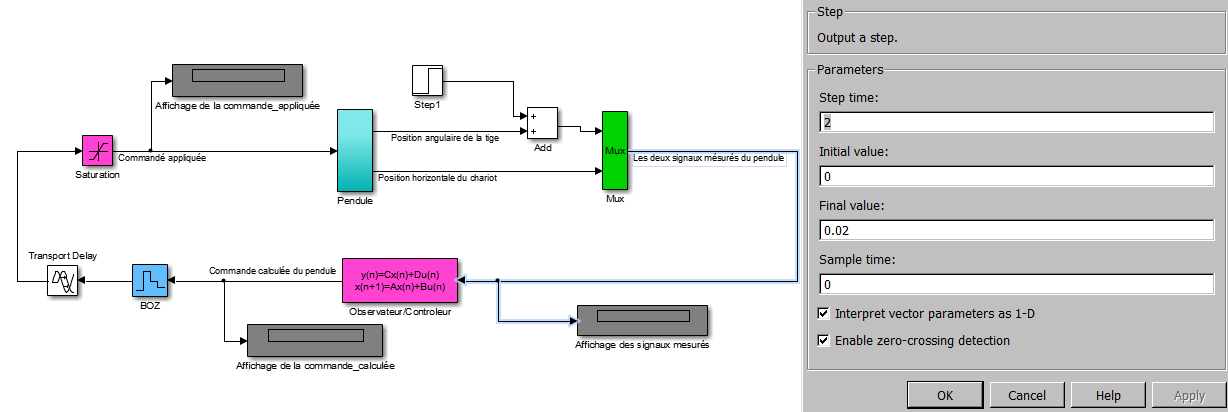 Affichage de la commande_appliquée
Step1
+
+
Add
Position angulaire de la tige
Mux
Les deux signaux mésurés du pendule
Commandé appliquée
Saturation
Position horizontale du chariot
Pendule
Mux
Transport Delay
Commande calculée du pendule
y(n)=Cx(n)+Du(n)
x(n+1)=Ax(n)+Bu(n)
BOZ
Observateur/Controleur
Affichage des signaux mesurés
Affichage de la commande_calculée
Step
Output a step.
Parameters
Step time:
2
Initial value:
0
Final value:
0.02
Sample time:
0
Interpret vector parameters as 1-D
Enable zero-crossing detection
OK
Cancel
Help
Apply